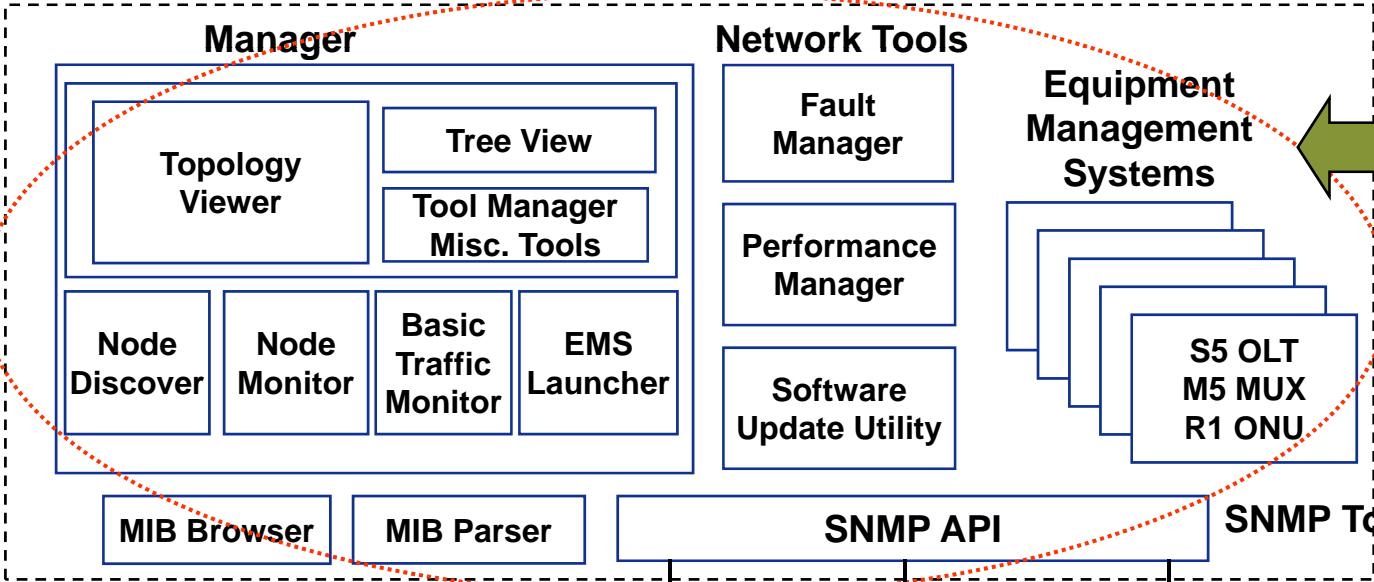 Manager
Topology
Viewer
Tree View
Tool Manager
Misc. Tools
Node
Discover
Node
Monitor
Basic
Traffic
Monitor
EMS
Launcher
Network Tools
Fault
Manager
Performance
Manager
Software
Update Utility
Equipment
Management
Systems
S5 OLT
M5 MUX
R1 ONU
MIB Browser
MIB Parser
SNMP API
SNMP